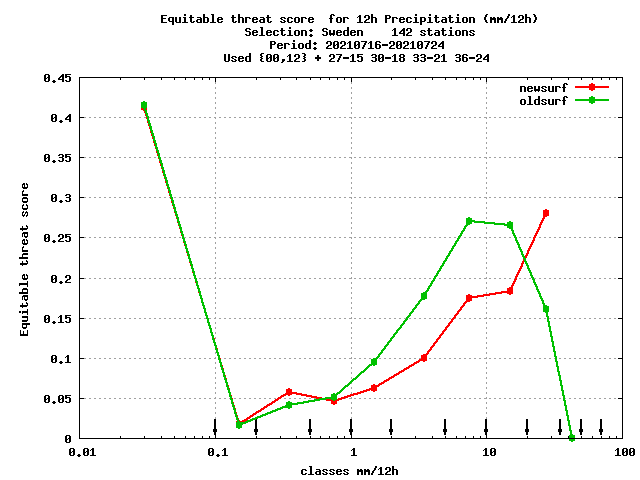 Equitable threat score  for 12h Precipitation (mm/12h)
Selection: Sweden    142 stations
Period: 20210716-20210724
Used {00,12} + 27-15 30-18 33-21 36-24
newsurf
oldsurf
Equitable threat score
0.45
0.4
0.35
0.3
0.25
0.2
0.15
0.1
0.05
0
0.01 0.1 1 10 100
classes mm/12h